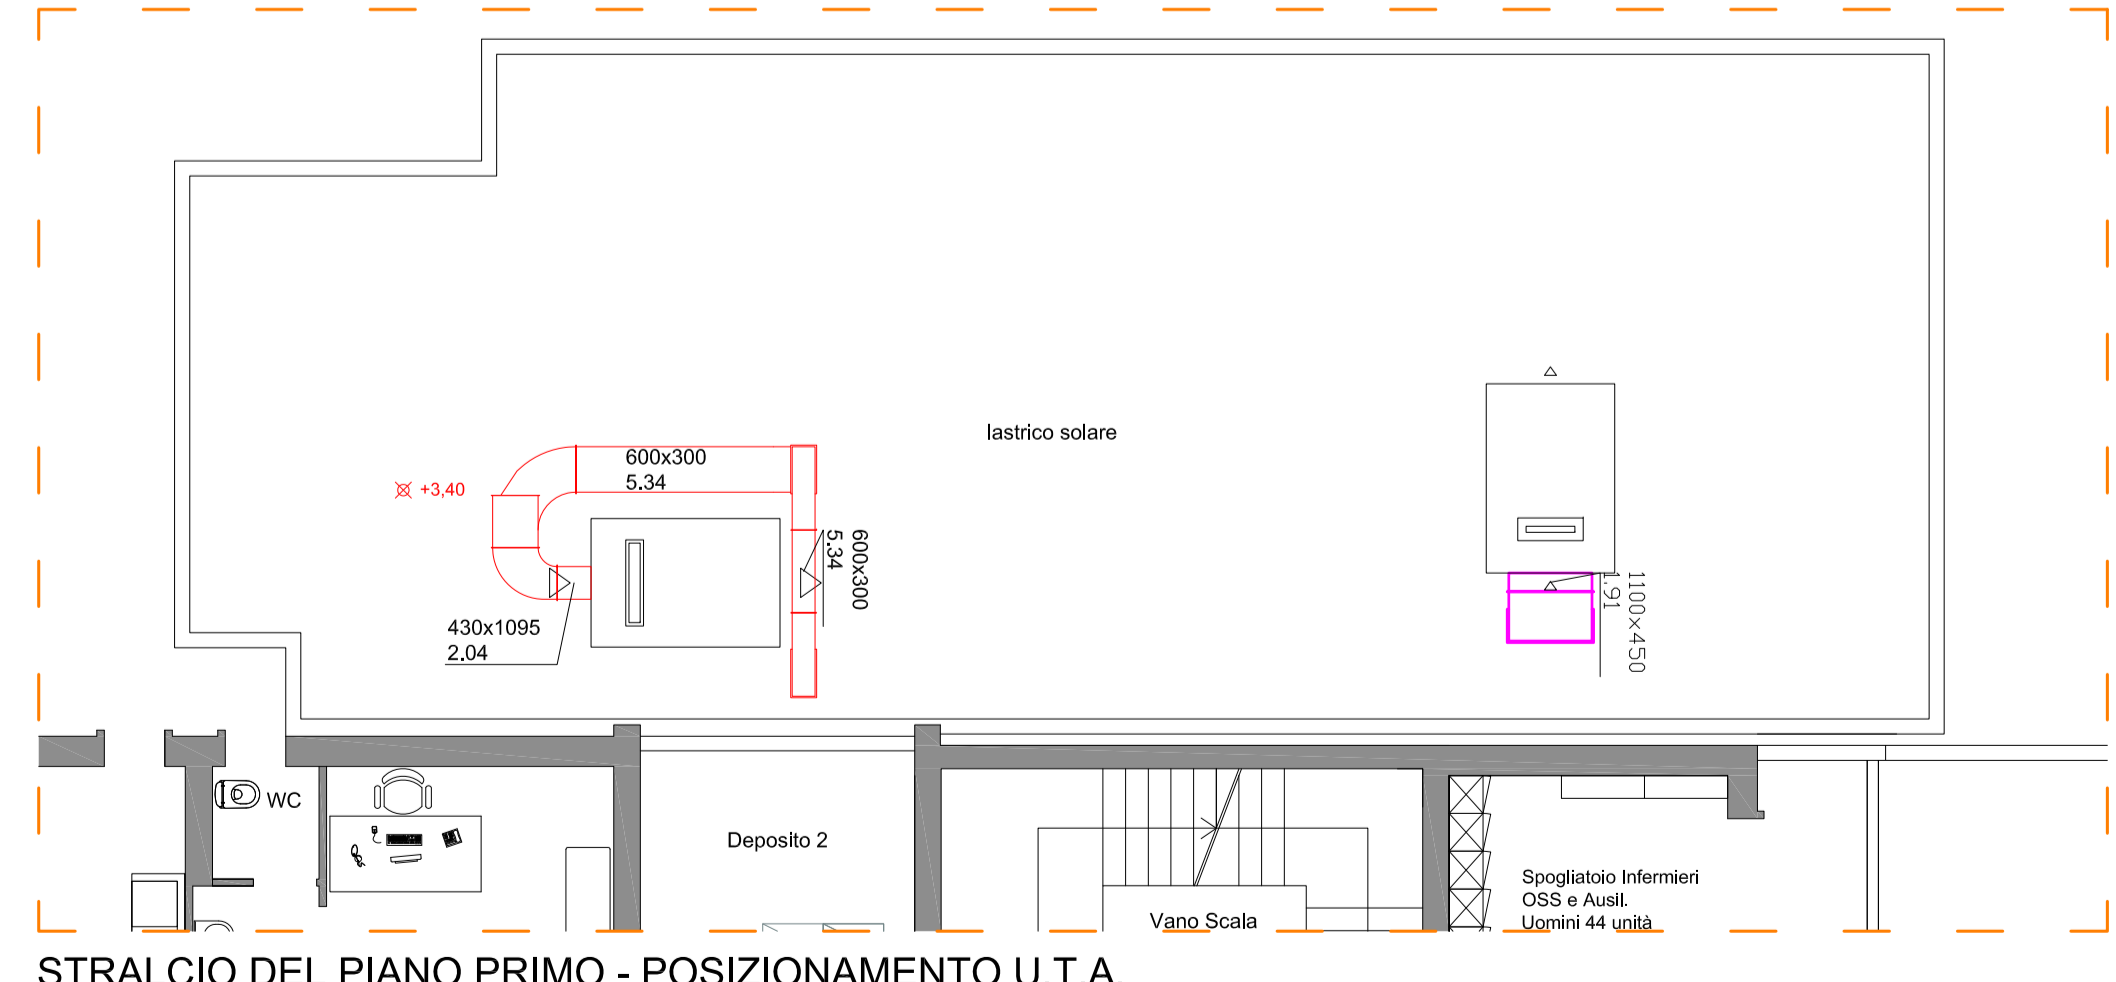 lastrico solare
600x300
5.34
+3,40
600x300
5.34
430x1095
2.04
1100x450
1.91
WC
Deposito 2
Vano Scala
Spogliatoio Infermieri
OSS e Ausil.
Uomini 44 unità
STRALCIO DEL PIANO PRIMO - POSIZIONAMENTO U.T.A.